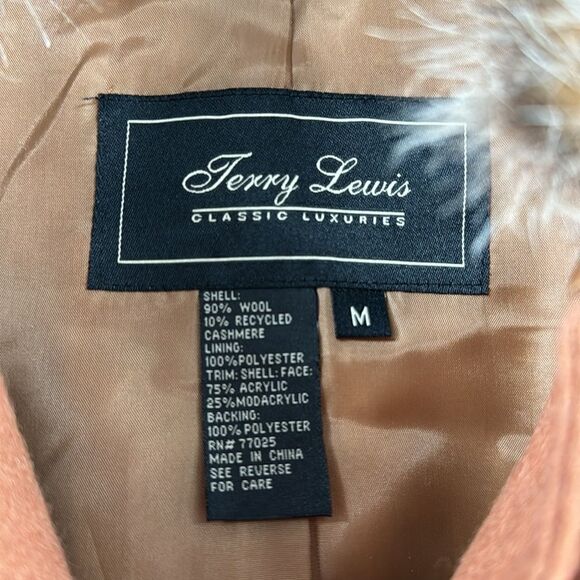 Terry Lewis
CLASSIC LUXURIES
M
SHELL:
90% WOOL
10% RECYCLED
CASHMERE
LINING:
100%POLYESTER
TRIM: SHELL: FACE:
75% ACRYLIC
25%MODACRYLIC
BACKING:
100% POLYESTER
RN# 77025
MADE IN CHINA
SEE REVERSE
FOR CARE